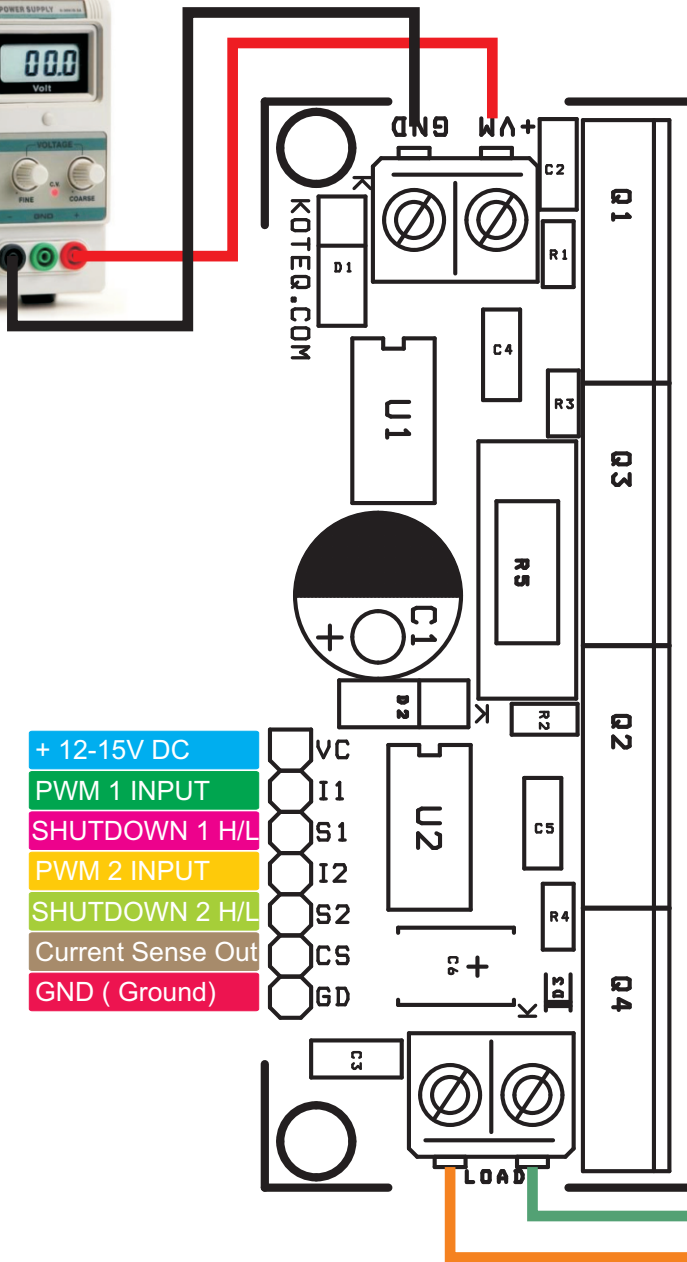 POWER SUPPLY
00.0
Volt
VOLTAGE
C.V.
FINE
COARSE
- GND +
GND
+VM
K
KOTEQ.COM
D1
C2
Q1
R1
C4
U1
R3
Q3
R5
C1
+
D2
K
R2
Q2
+ 12-15V DC
VC
PWM 1 INPUT
I1
SHUTDOWN 1 H/L
S1
PWM 2 INPUT
I2
SHUTDOWN 2 H/L
S2
Current Sense Out
CS
GND ( Ground)
GD
U2
C5
R4
C6
+
D3
K
Q4
C3
LOAD